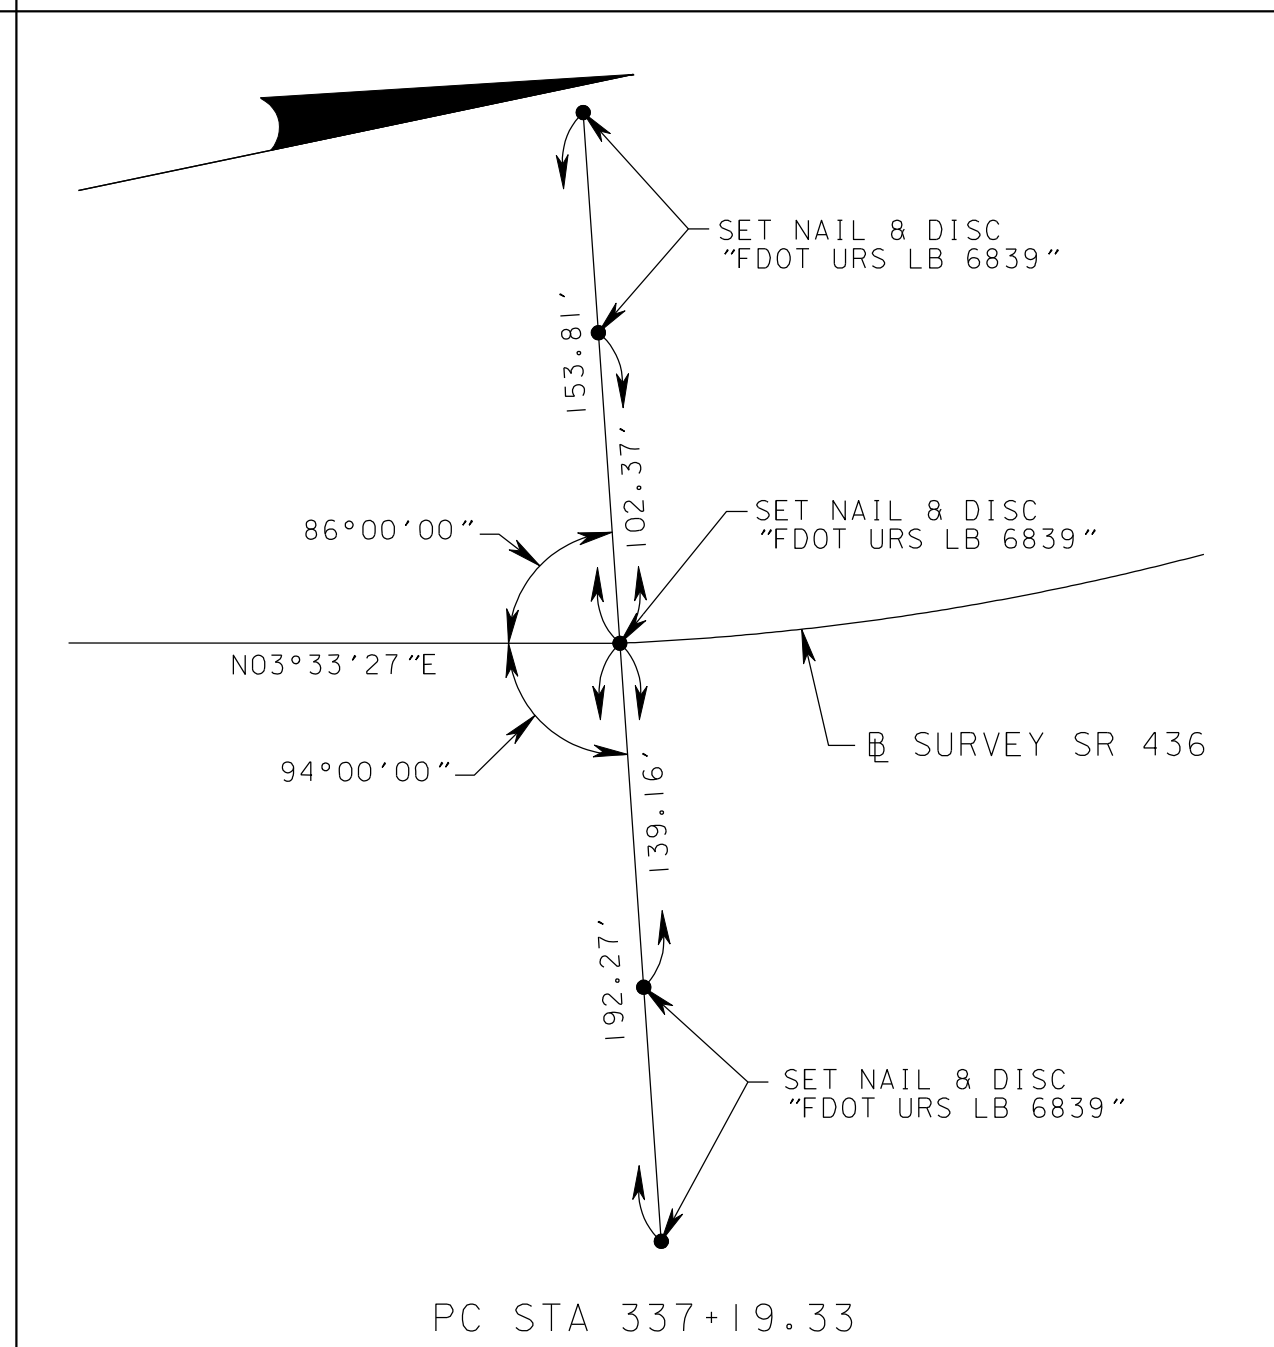 SET NAIL & DISC
"FDOT URS LB 6839"
153.81'
102.37'
SET NAIL & DISC
"FDOT URS LB 6839"
86°00'00"
N03°33'27"E
94°00'00"
BL SURVEY SR 436
139.16'
192.27'
SET NAIL & DISC
"FDOT URS LB 6839"
PC STA 337+19.33